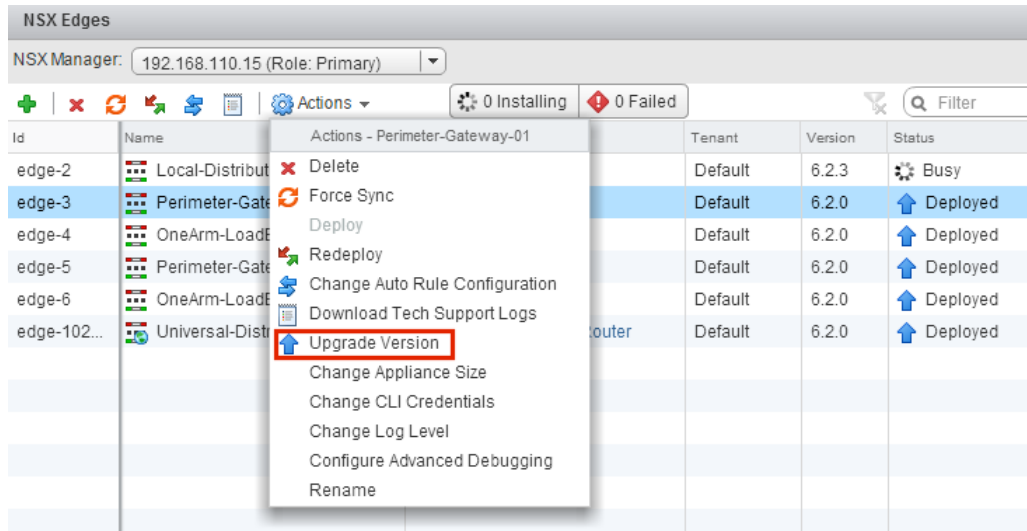 NSX Edges
NSX Manager: 192.168.110.15 (Role: Primary)
Actions 0 Installing 0 Failed Filter
Id Name Tenant Version Status
Actions - Perimeter-Gateway-01
Delete
Force Sync
Deploy
Redeploy
Change Auto Rule Configuration
Download Tech Support Logs
Upgrade Version
Change Appliance Size
Change CLI Credentials
Change Log Level
Configure Advanced Debugging
Rename
edge-2 Local-Distribut Default 6.2.3 Busy
edge-3 Perimeter-Gate Default 6.2.0 Deployed
edge-4 OneArm-Load Default 6.2.0 Deployed
edge-5 Perimeter-Gate Default 6.2.0 Deployed
edge-6 OneArm-Load Default 6.2.0 Deployed
edge-102... Universal-Distr outer Default 6.2.0 Deployed